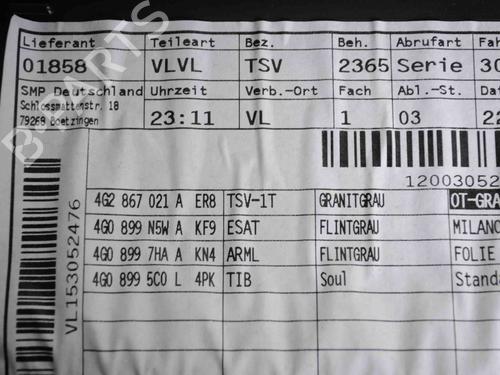 Lieferant Teileart Bez. Beh. Abrufart
01858 VLVL TSV 2365 Serie 30
SMP Deutschland Uhrzeit Verb.-Ort Fach Abl.-St.
Schlossmattenstr. 18
79268 Boetzingen 23:11 VL 1 03 22
12003052
4G2 867 021 A ER8 TSV-1T GRANITGRAU OT-GRA
4G0 899 N5W A KF9 ESAT FLINTGRAU MILANO
4G0 899 7HA A KN4 ARML FLINTGRAU FOLIE
4G0 899 5C0 L 4PK TIB Soul Standa
VL153052476